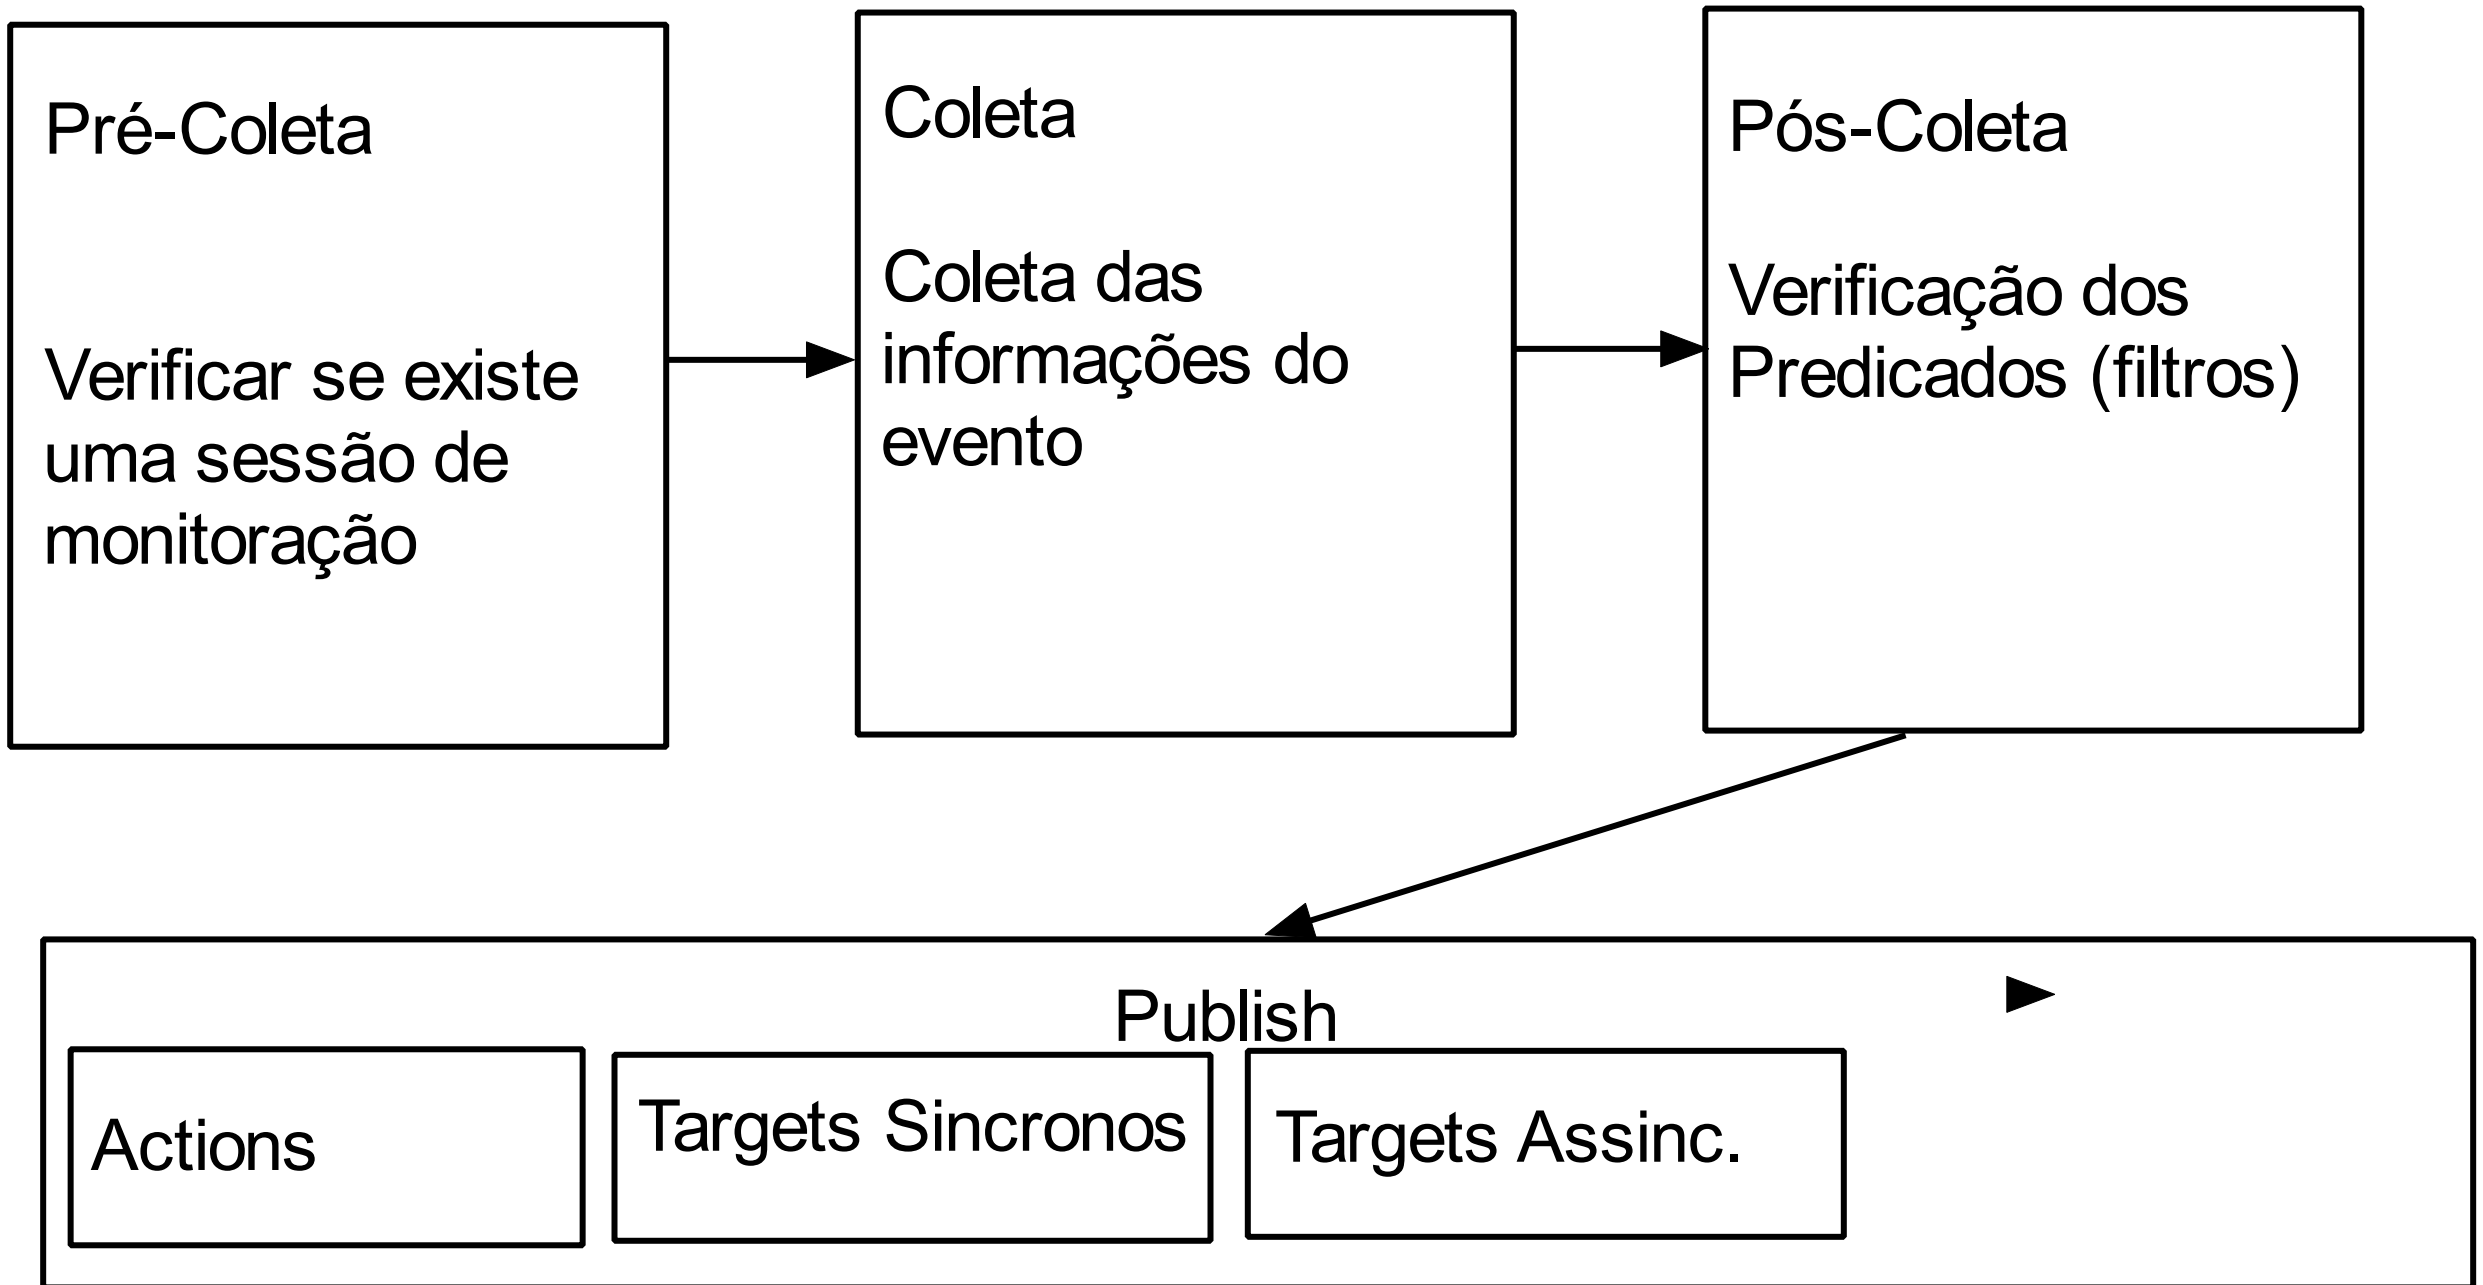 Pré-Coleta
Verificar se existe
uma sessão de
monitoração
Coleta
Coleta das
informações do
evento
Pós-Coleta
Verificação dos
Predicados (filtros)
Publish
Actions
Targets Sincronos
Targets Assinc.